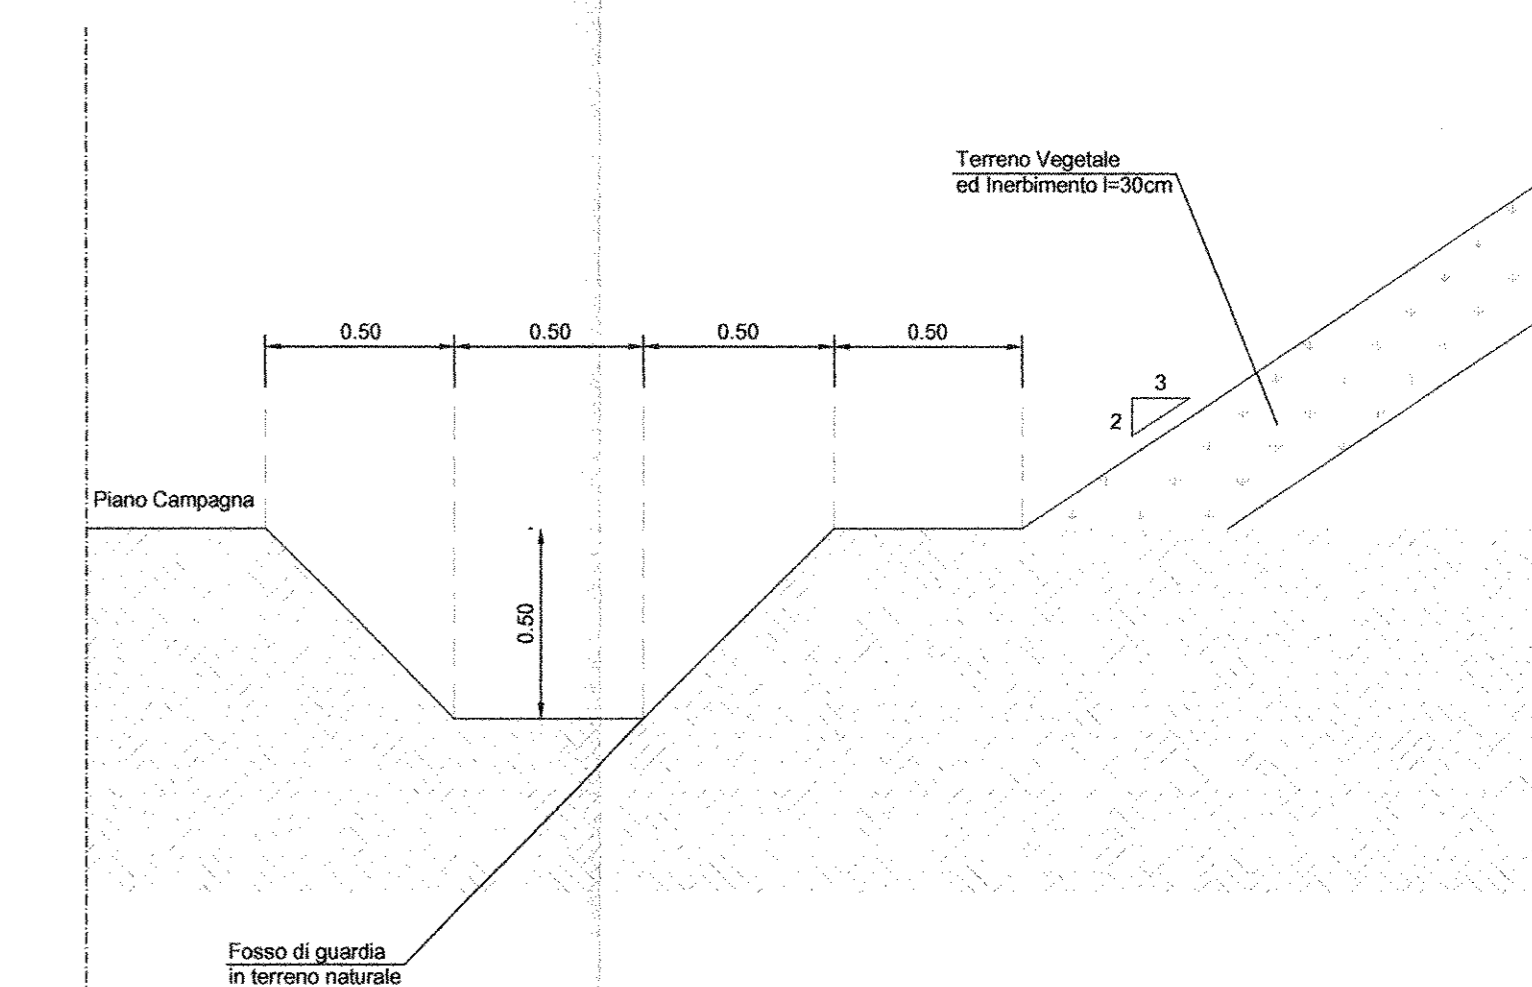 Terreno Vegetale
ed Inerbimento l=30cm
0.50
0.50
0.50
0.50
3
2
Piano Campagna
0.50
Fosso di guardia
in terreno naturale